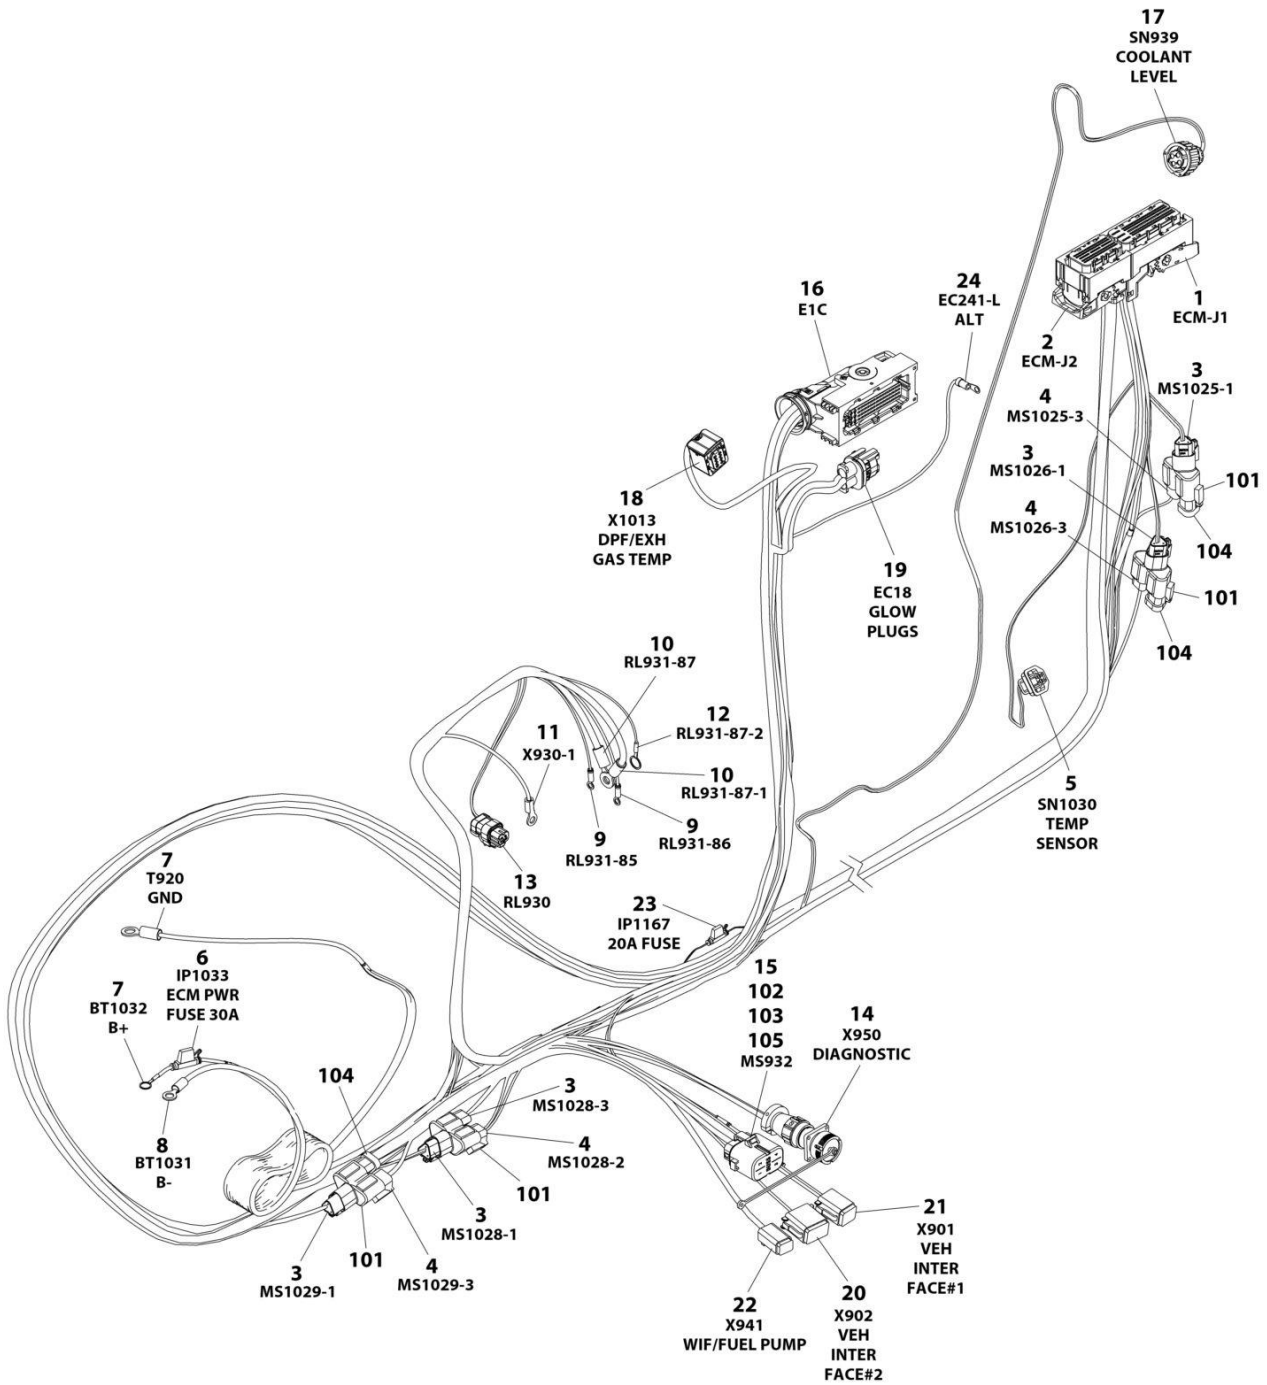 17
SN939
COOLANT
LEVEL
1
ECM-J1
2
ECM-J2
16
E1C
24
EC241-L
ALT
3
MS1025-1
4
MS1025-3
3
MS1026-1
4
MS1026-3
101
104
101
104
18
X1013
DPF/EXH
GAS TEMP
19
EC18
GLOW
PLUGS
10
RL931-87
12
RL931-87-2
11
X930-1
10
RL931-87-1
9
RL931-85
9
RL931-86
13
RL930
5
SN1030
TEMP
SENSOR
7
T920
GND
23
IP1167
20A FUSE
6
IP1033
ECM PWR
FUSE 30A
7
BT1032
B+
15
102
103
105
MS932
14
X950
DIAGNOSTIC
104
3
MS1028-3
4
MS1028-2
8
BT1031
B-
101
3
MS1028-1
101
4
MS1029-3
3
MS1029-1
21
X901
VEH
INTER
FACE#1
20
X902
VEH
INTER
FACE#2
22
X941
WIF/FUEL PUMP